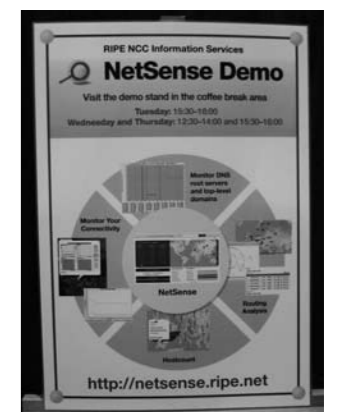 RIPE NCC Information Services
NetSense Demo
Visit the demo stand in the coffee break area
Tuesday: 15:30-16:00
Wednesday and Thursday: 12:30-14:00 and 15:30-16:00
Monitor DNS
root servers
and top-level
domains
Monitor Your
Connectivity
NetSense
Routing
Analysis
Hostcount
http://netsense.ripe.net